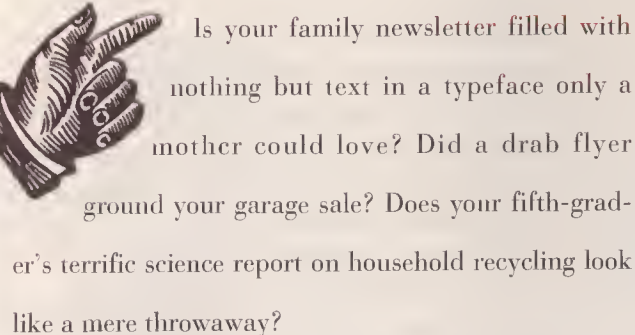 Is your family newsletter filled with
nothing but text in a typeface only a
mother could love? Did a drab flyer
ground your garage sale? Does your fifth-grad-
er's terrific science report on household recycling look
like a mere throwaway?